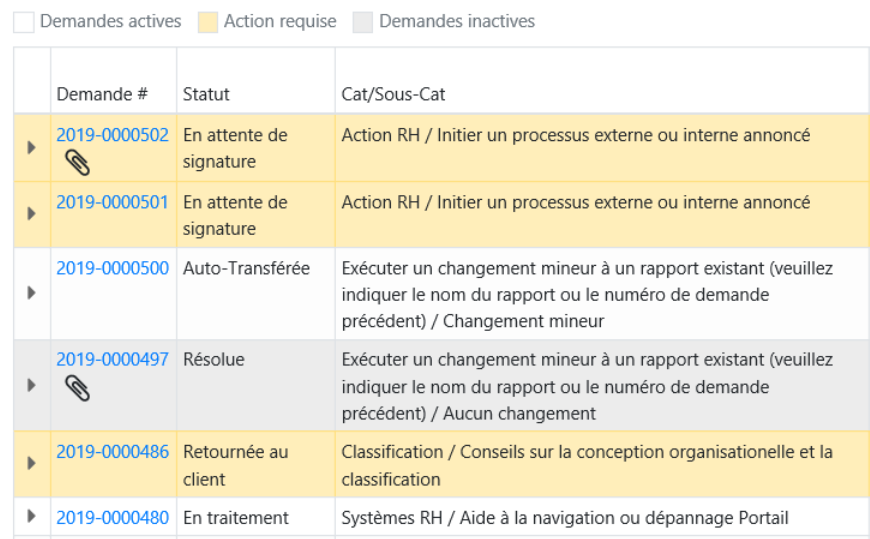 Demandes actives Action requise Demandes inactives
Demande # Statut Cat/Sous-Cat
2019-0000502 En attente de Action RH / Initier un processus externe ou interne annoncé
signature
2019-0000501 En attente de Action RH / Initier un processus externe ou interne annoncé
signature
2019-0000500 Auto-Transférée Exécuter un changement mineur à un rapport existant (veuillez
indiquer le nom du rapport ou le numéro de demande
précédent) / Changement mineur
2019-0000497 Résolue Exécuter un changement mineur à un rapport existant (veuillez
indiquer le nom du rapport ou le numéro de demande
précédent) / Aucun changement
2019-0000486 Retournée au Classification / Conseils sur la conception organisationelle et la
client classification
2019-0000480 En traitement Systèmes RH / Aide à la navigation ou dépannage Portail